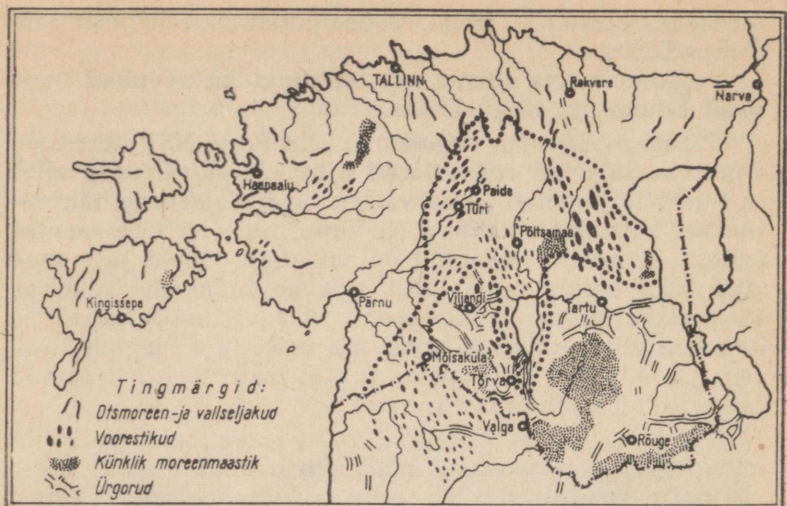 TALLINN
Rakvere
Narva
Haapsalu
Paide
Türi
Põltsamaa
Kingissepa
Pärnu
Viljandi
Tartu
Mõisaküla
Tõrva
Valga
Rõuge
Tingmärgid:
Otsmoreen-ja vallseljakud
Voorestikud
Künklik moreenmaastik
Ürgorud